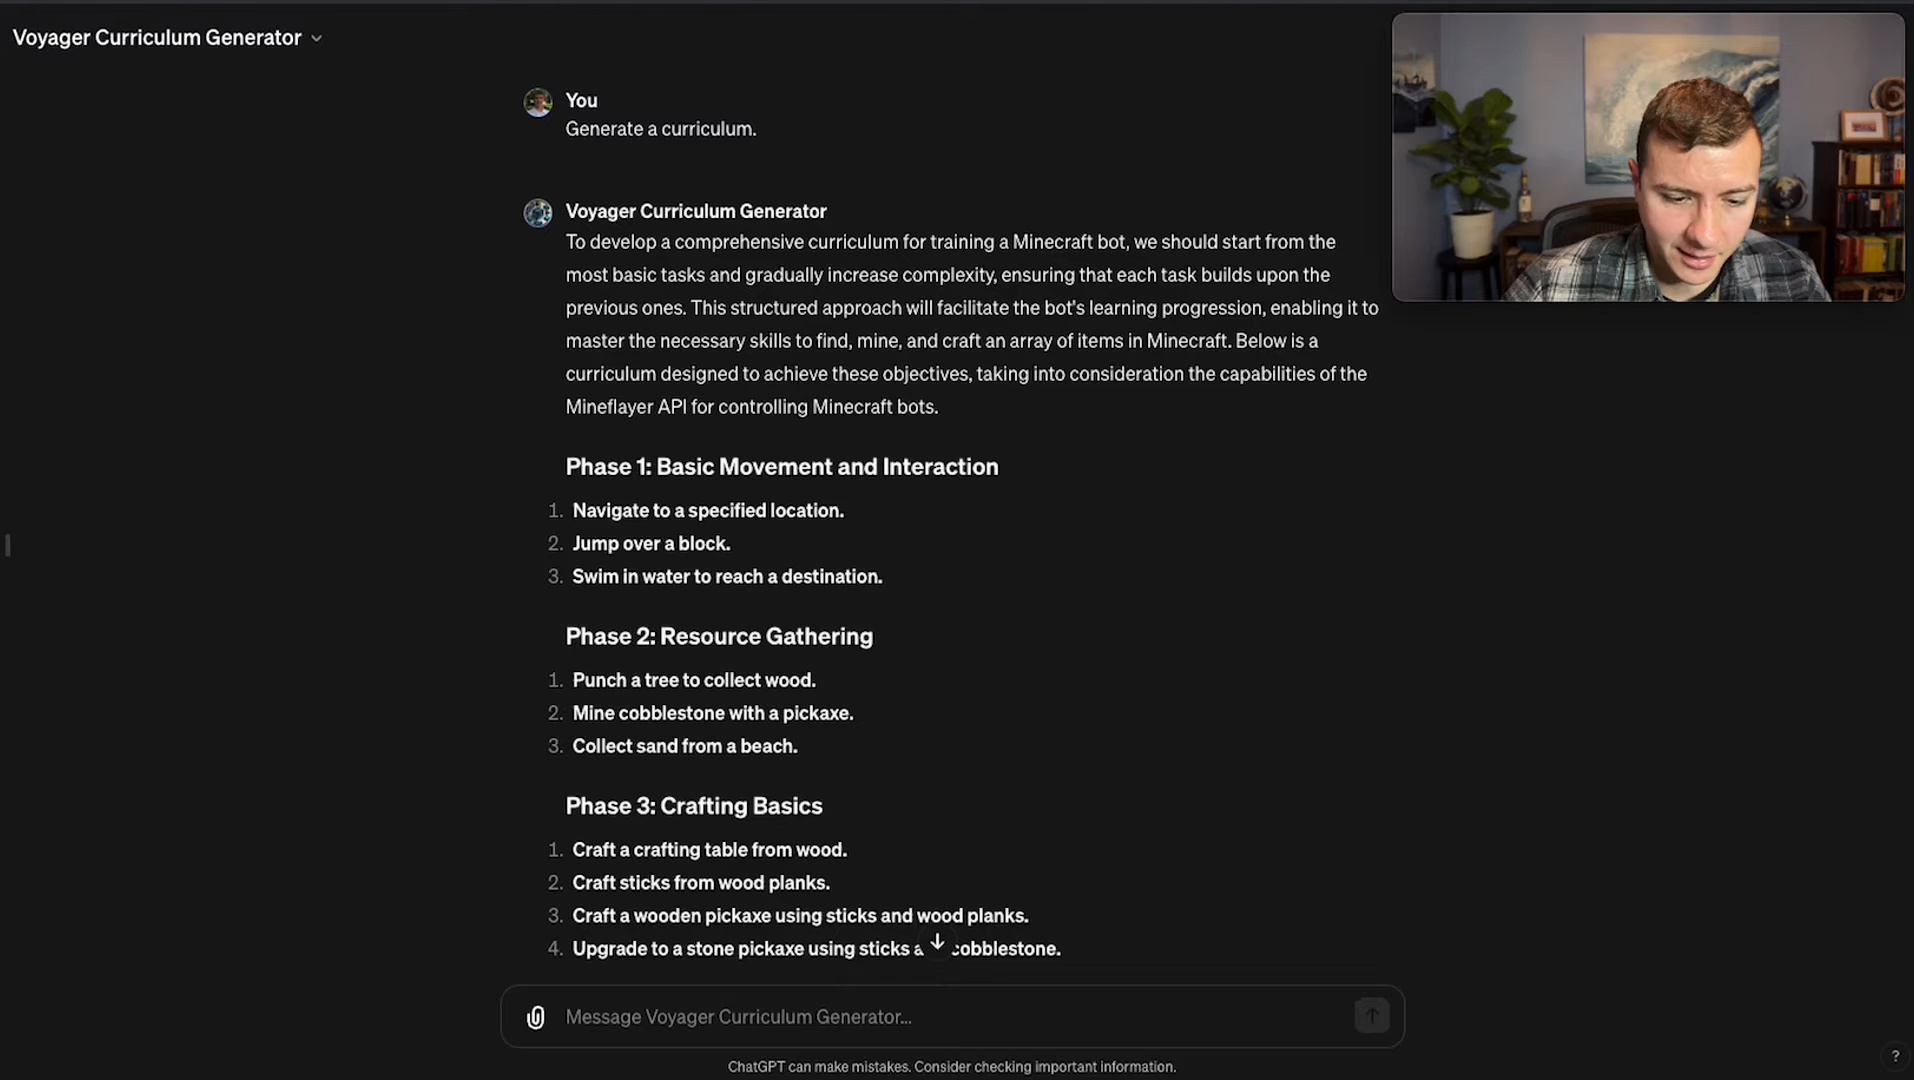 Voyager Curriculum Generator
You
Generate a curriculum.
Voyager Curriculum Generator
To develop a comprehensive curriculum for training a Minecraft bot, we should start from the
most basic tasks and gradually increase complexity, ensuring that each task builds upon the
previous ones. This structured approach will facilitate the bot's learning progression, enabling it to
master the necessary skills to find, mine, and craft an array of items in Minecraft. Below is a
curriculum designed to achieve these objectives, taking into consideration the capabilities of the
Mineflayer API for controlling Minecraft bots.
Phase 1: Basic Movement and Interaction
1. Navigate to a specified location.
2. Jump over a block.
3. Swim in water to reach a destination.
Phase 2: Resource Gathering
1. Punch a tree to collect wood.
2. Mine cobblestone with a pickaxe.
3. Collect sand from a beach.
Phase 3: Crafting Basics
1. Craft a crafting table from wood.
2. Craft sticks from wood planks.
3. Craft a wooden pickaxe using sticks and wood planks.
4. Upgrade to a stone pickaxe using sticks a cobblestone.
Message Voyager Curriculum Generator...
ChatGPT can make mistakes. Consider checking important information.
?